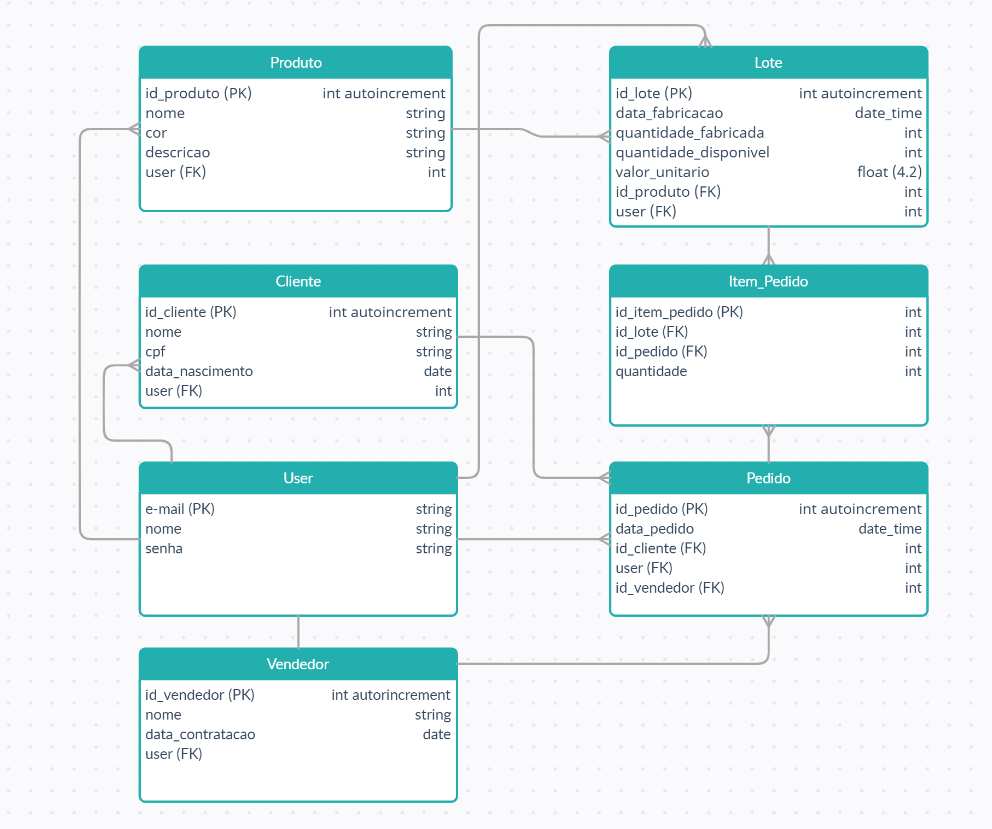 Produto
id_produto (PK) int autoincrement
nome string
cor string
descricao string
user (FK) int
Lote
id_lote (PK) int autoincrement
data_fabricacao date_time
quantidade_fabricada int
quantidade_disponivel int
valor_unitario float (4.2)
id_produto (FK) int
user (FK) int
Cliente
id_cliente (PK) int autoincrement
nome string
cpf string
data_nascimento date
user (FK) int
Item_Pedido
id_item_pedido (PK) int
id_lote (FK) int
id_pedido (FK) int
quantidade int
User
e-mail (PK) string
nome string
senha string
Pedido
id_pedido (PK) int autoincrement
data_pedido date_time
id_cliente (FK) int
user (FK) int
id_vendedor (FK) int
Vendedor
id_vendedor (PK) int autorincrement
nome string
data_contratacao date
user (FK)